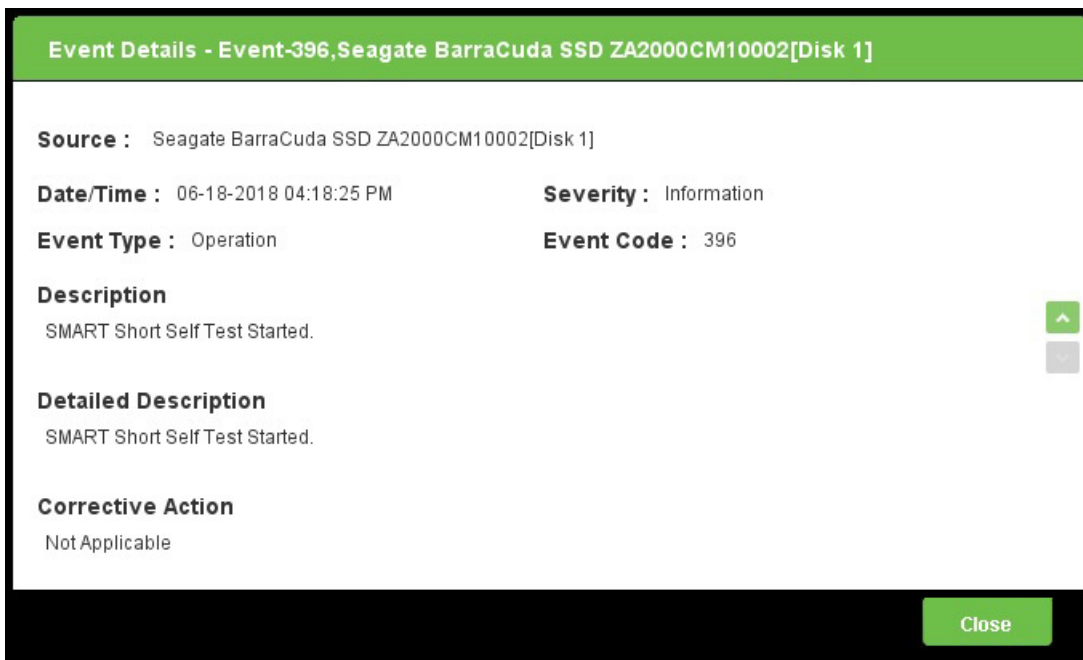 Event Details - Event-396,Seagate BarraCuda SSD ZA2000CM10002[Disk 1]
Source : Seagate BarraCuda SSD ZA2000CM10002[Disk 1]
Date/Time : 06-18-2018 04:18:25 PM Severity : Information
Event Type : Operation Event Code : 396
Description
SMART Short Self Test Started.
Detailed Description
SMART Short Self Test Started.
Corrective Action
Not Applicable
Close